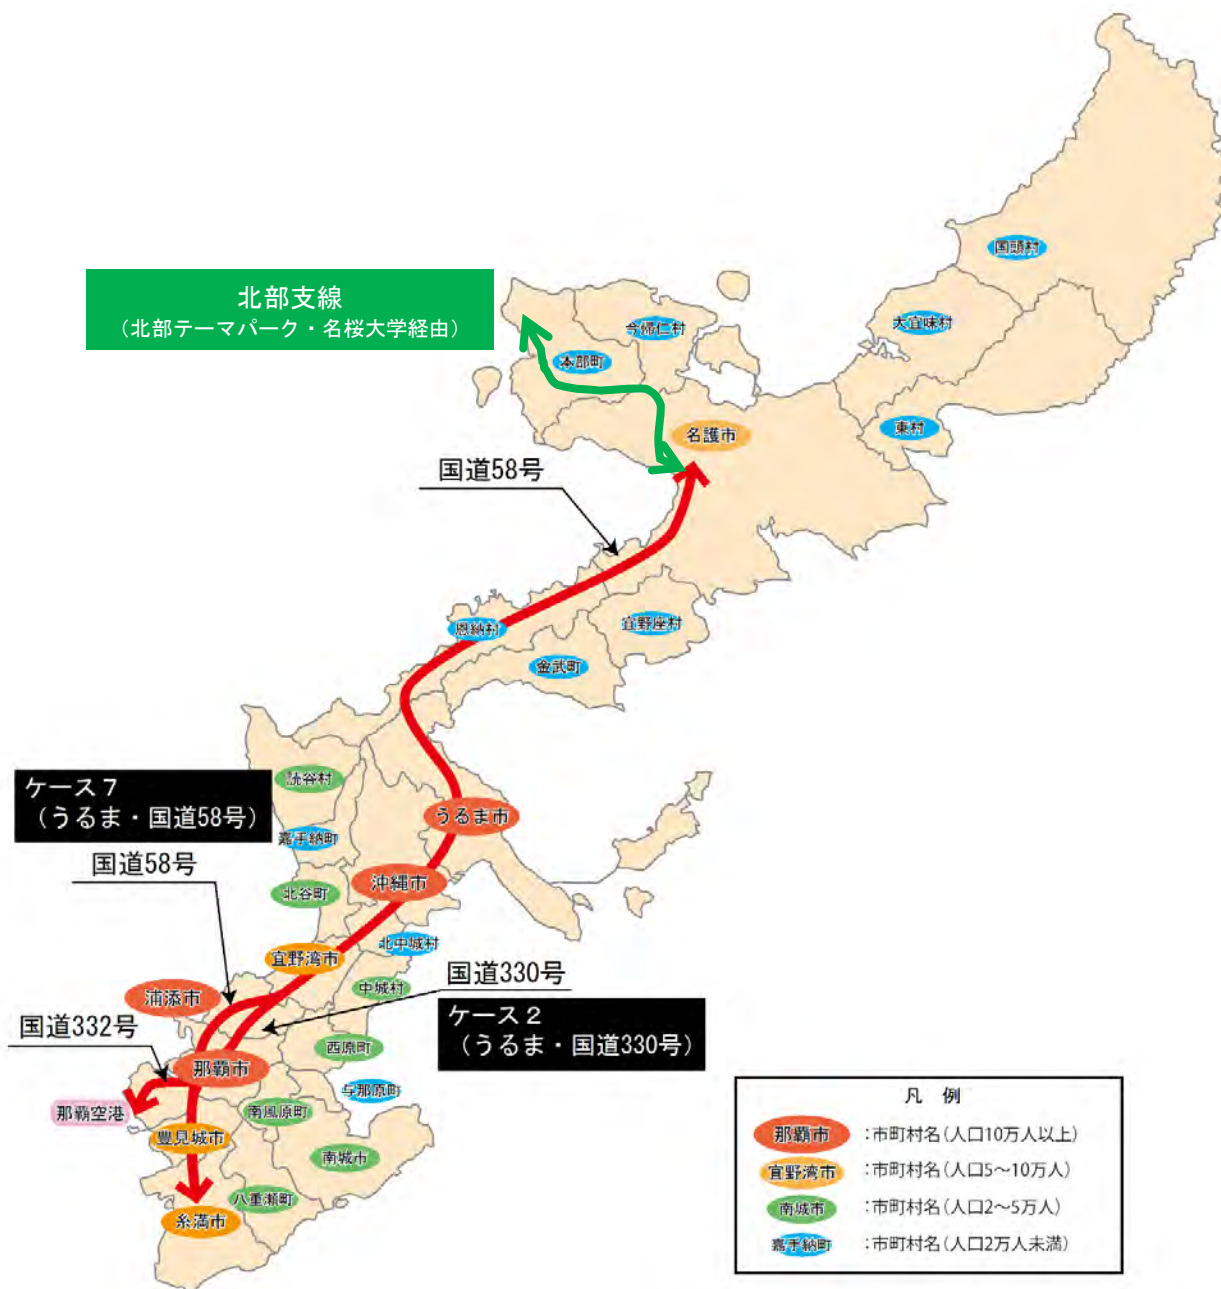 国頭村
北部支線
（北部テーマパーク・名桜大学経由）
大宜味村
今帰仁村
本部町
東村
名護市
国道58号
恩納村
宜野座村
金武町
読谷村
ケース７
（うるま・国道58号）
うるま市
嘉手納町
国道58号
沖縄市
北谷町
北中城村
宜野湾市
国道330号
中城村
浦添市
ケース２
（うるま・国道330号）
国道332号
西原町
那覇市
与那原町
那覇空港
南風原町
豊見城市
南城市
八重瀬町
糸満市
凡 例
那覇市 ：市町村名（人口10万人以上）
宜野湾市 ：市町村名（人口5～10万人）
南城市 ：市町村名（人口2～5万人）
嘉手納町 ：市町村名（人口2万人未満）